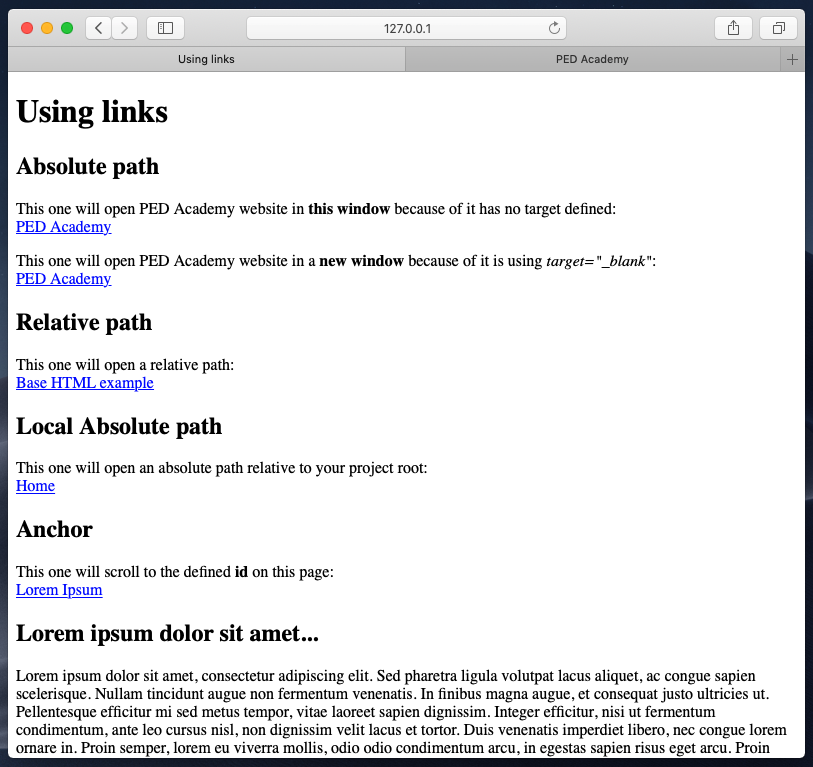 127.0.0.1
Using links
PED Academy
Using links
Absolute path
This one will open PED Academy website in this window because of it has no target defined:
PED Academy
This one will open PED Academy website in a new window because of it is using target="_blank":
PED Academy
Relative path
This one will open a relative path:
Base HTML example
Local Absolute path
This one will open an absolute path relative to your project root:
Home
Anchor
This one will scroll to the defined id on this page:
Lorem Ipsum
Lorem ipsum dolor sit amet...
Lorem ipsum dolor sit amet, consectetur adipiscing elit. Sed pharetra ligula volutpat lacus aliquet, ac congue sapien
scelerisque. Nullam tincidunt augue non fermentum venenatis. In finibus magna augue, et consequat justo ultricies ut.
Pellentesque efficitur mi sed metus tempor, vitae laoreet sapien dignissim. Integer efficitur, nisi ut fermentum
condimentum, ante leo cursus nisl, non dignissim velit lacus et tortor. Duis venenatis imperdiet libero, nec congue lorem
ornare in. Proin semper, lorem eu viverra mollis, odio odio condimentum arcu, in egestas sapien risus eget arcu. Proin